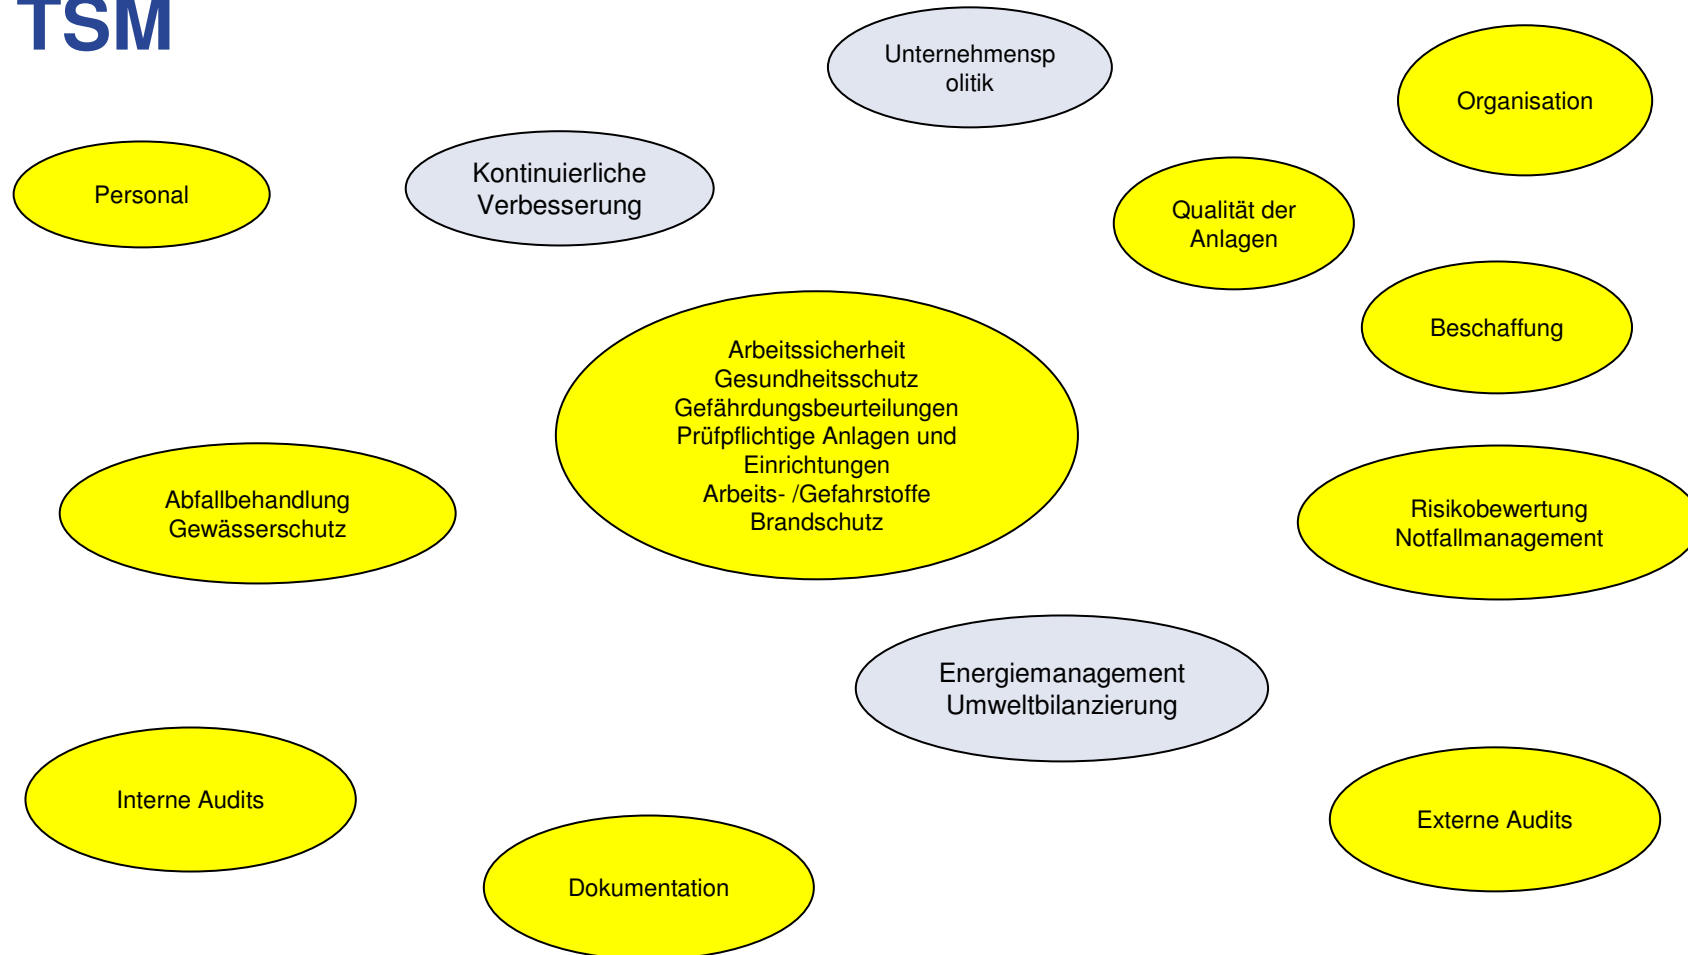 TSM
Unternehmensp
olitik
Organisation
Personal
Kontinuierliche
Verbesserung
Qualität der
Anlagen
Beschaffung
Arbeitssicherheit
Gesundheitsschutz
Gefährdungsbeurteilungen
Prüfpflichtige Anlagen und
Einrichtungen
Arbeits- /Gefahrstoffe
Brandschutz
Abfallbehandlung
Gewässerschutz
Risikobewertung
Notfallmanagement
Energiemanagement
Umweltbilanzierung
Interne Audits
Externe Audits
Dokumentation